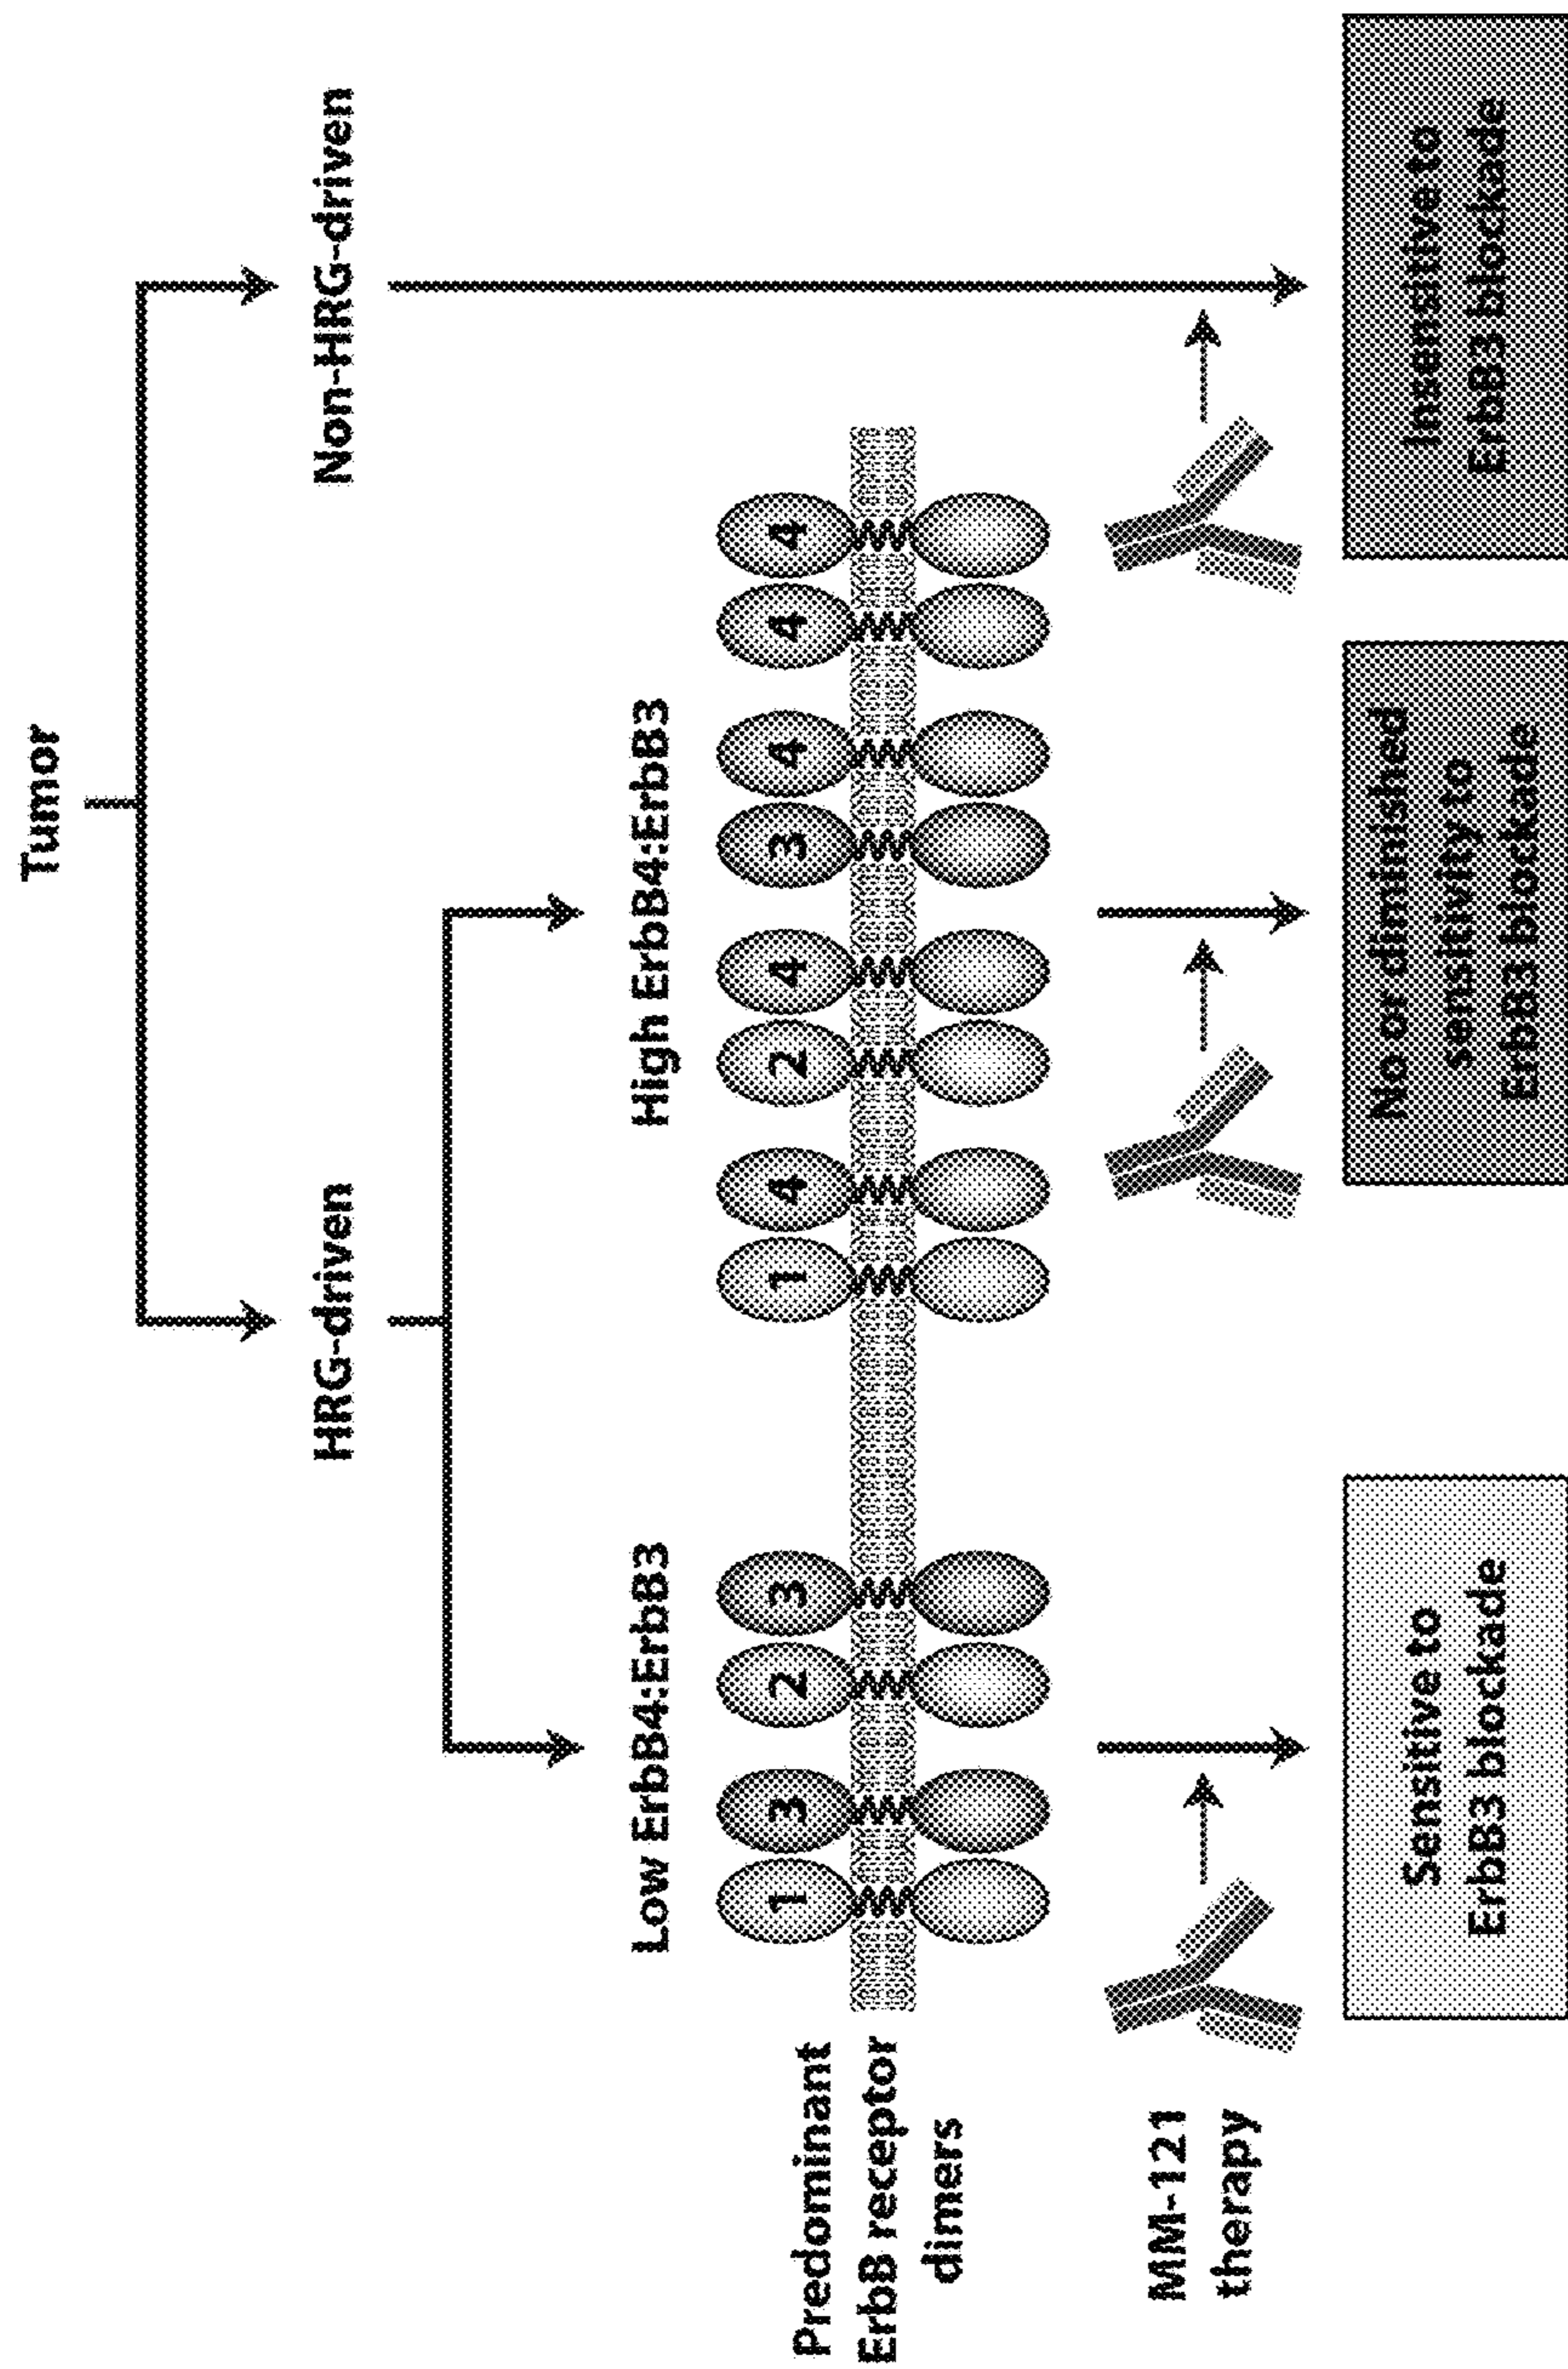 Tumor
HRG-driven
Non-HRG-driven
Low ErbB4:ErbB3
High ErbB4:ErbB3
Predominant
ErbB receptor
dimers
1 3 2 3 1 4 2 4 3 4 4 4
MM-121
therapy
Sensitive to
ErbB3 blockade
No or diminished
sensitivity to
ErbB3 blockade
Insensitive to
ErbB3 blockade